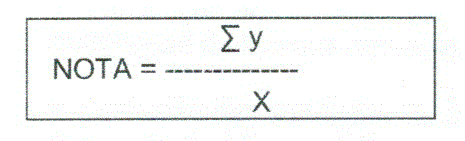 ∑ y
NOTA = --------------
X